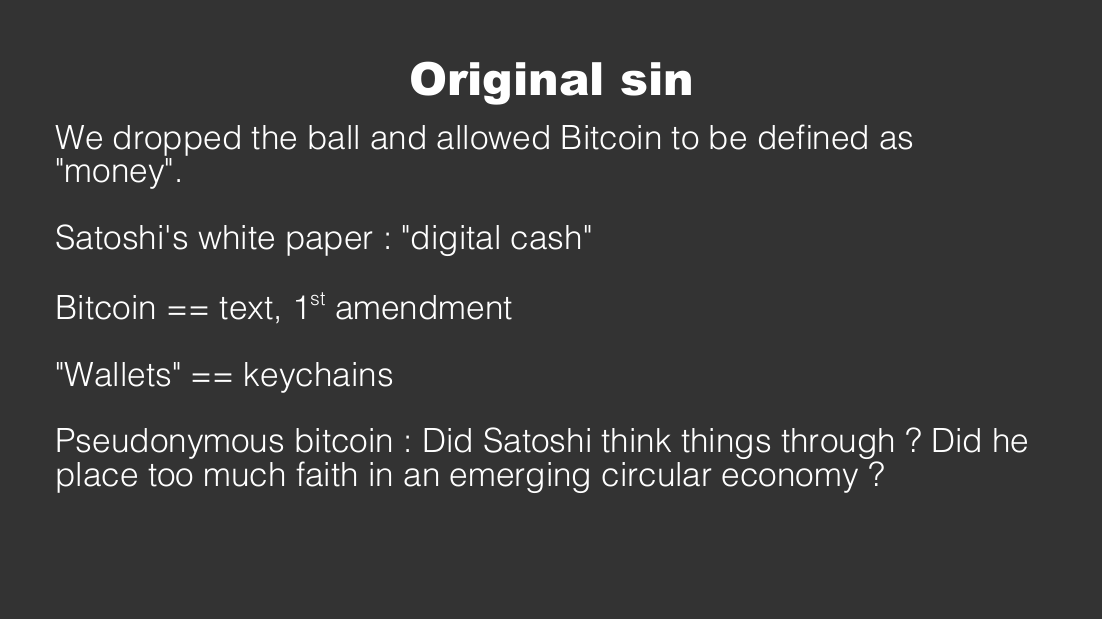 Original sin
We dropped the ball and allowed Bitcoin to be defined as
"money".
Satoshi's white paper : "digital cash"
Bitcoin == text, 1st amendment
"Wallets" == keychains
Pseudonymous bitcoin : Did Satoshi think things through ? Did he
place too much faith in an emerging circular economy ?